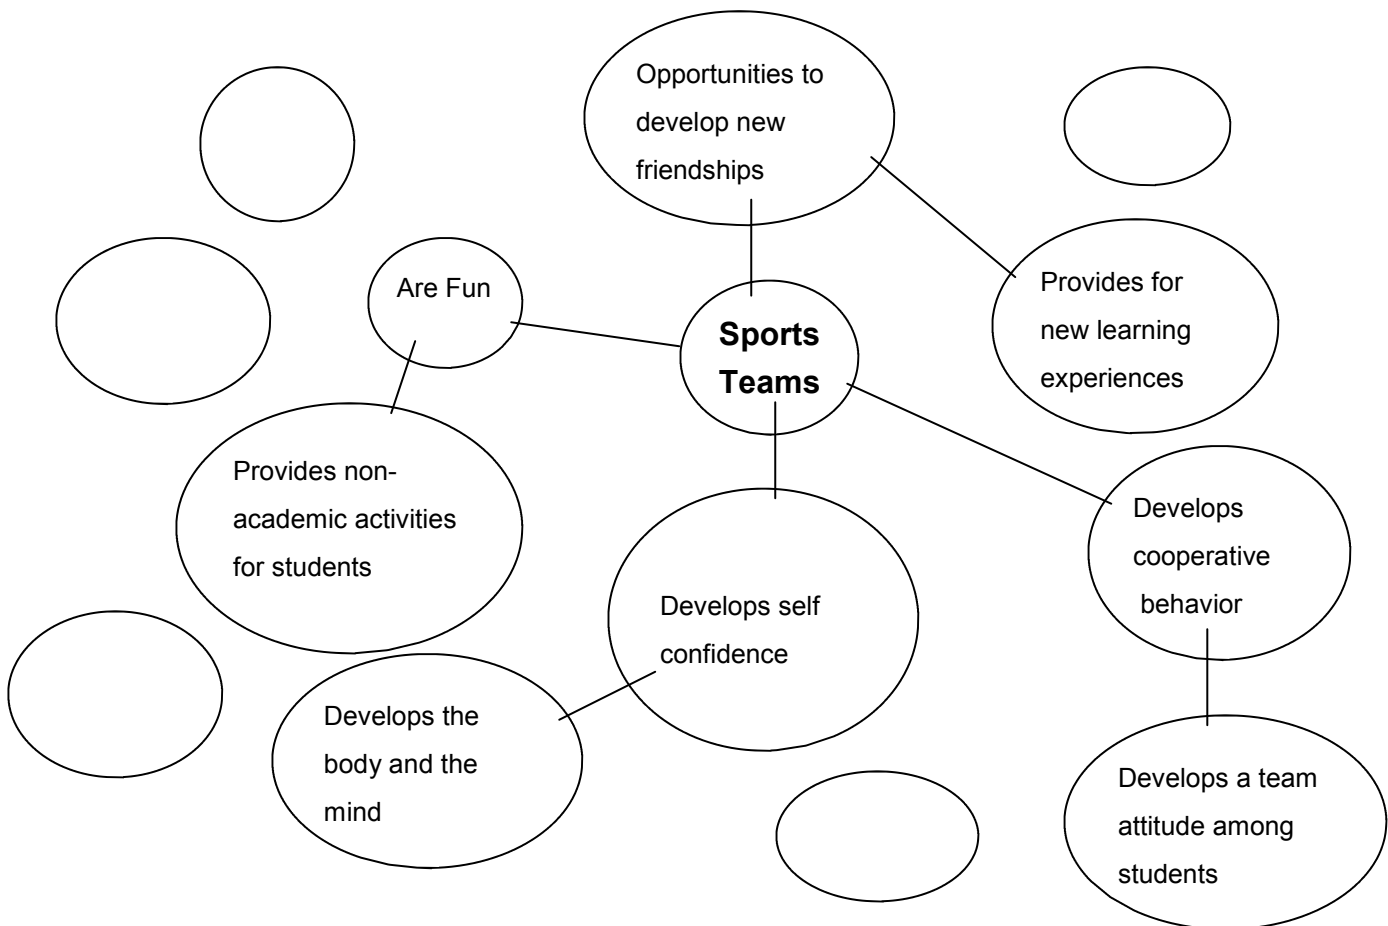 Opportunities to
develop new
friendships
Are Fun
Sports
Teams
Provides for
new learning
experiences
Provides non-
academic activities
for students
Develops
cooperative
behavior
Develops self
confidence
Develops the
body and the
mind
Develops a team
attitude among
students